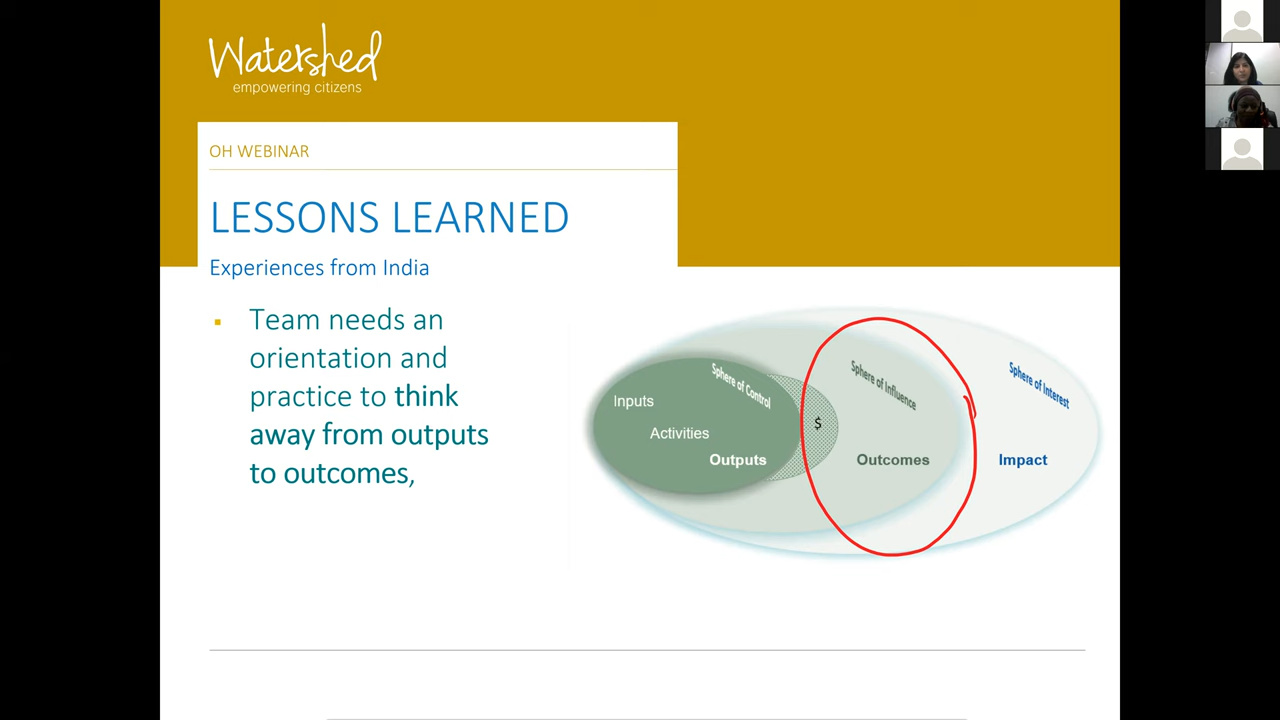 Watershed
empowering citizens
OH WEBINAR
LESSONS LEARNED
Experiences from India
Team needs an
orientation and
practice to think
away from outputs
to outcomes,
Sphere of Control
Sphere of Influence
Sphere of Interest
Inputs
$
Activities
Outputs
Outcomes
Impact